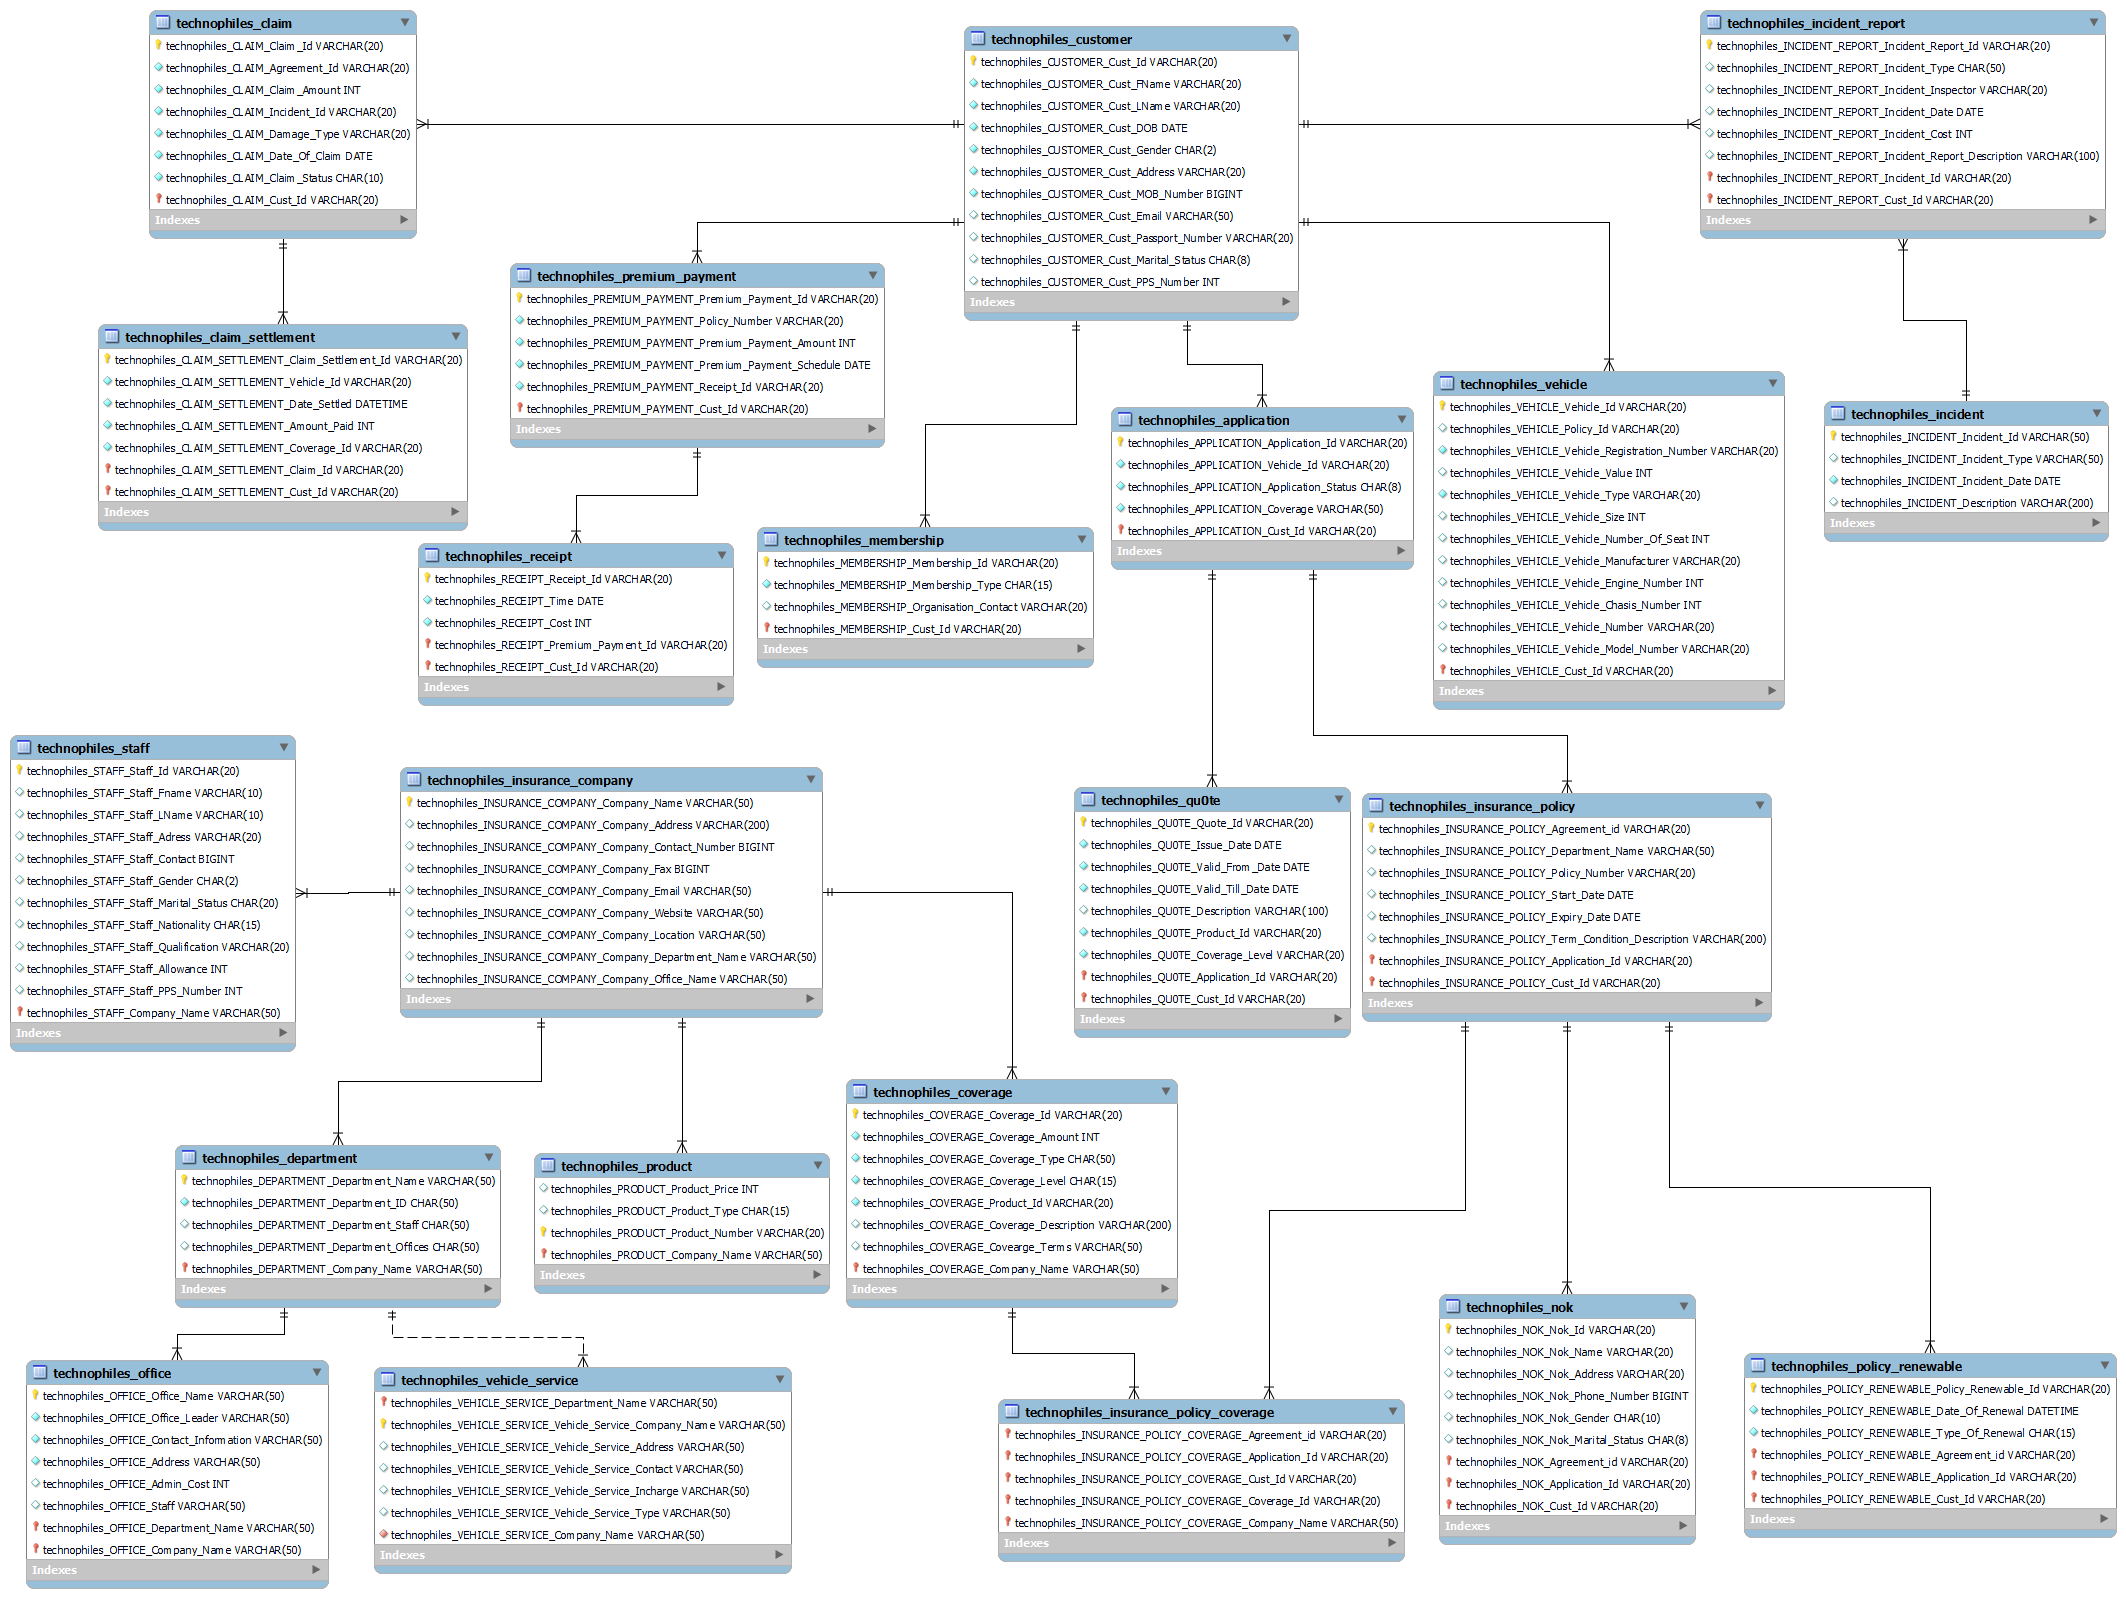 technophiles_claim
technophiles_CLAIM_Claim_Id VARCHAR(20)
technophiles_CLAIM_Agreement_Id VARCHAR(20)
technophiles_CLAIM_Claim_Amount INT
technophiles_CLAIM_Incident_Id VARCHAR(20)
technophiles_CLAIM_Damage_Type VARCHAR(20)
technophiles_CLAIM_Date_Of_Claim DATE
technophiles_CLAIM_Claim_Status CHAR(10)
technophiles_CLAIM_Cust_Id VARCHAR(20)
Indexes
technophiles_customer
technophiles_CUSTOMER_Cust_Id VARCHAR(20)
technophiles_CUSTOMER_Cust_FName VARCHAR(20)
technophiles_CUSTOMER_Cust_LName VARCHAR(20)
technophiles_CUSTOMER_Cust_DOB DATE
technophiles_CUSTOMER_Cust_Gender CHAR(2)
technophiles_CUSTOMER_Cust_Address VARCHAR(20)
technophiles_CUSTOMER_Cust_MOB_Number BIGINT
technophiles_CUSTOMER_Cust_Email VARCHAR(50)
technophiles_CUSTOMER_Cust_Passport_Number VARCHAR(20)
technophiles_CUSTOMER_Cust_Marital_Status CHAR(8)
technophiles_CUSTOMER_Cust_PPS_Number INT
Indexes
technophiles_incident_report
technophiles_INCIDENT_REPORT_Incident_Report_Id VARCHAR(20)
technophiles_INCIDENT_REPORT_Incident_Type CHAR(50)
technophiles_INCIDENT_REPORT_Incident_Inspector VARCHAR(20)
technophiles_INCIDENT_REPORT_Incident_Date DATE
technophiles_INCIDENT_REPORT_Incident_Cost INT
technophiles_INCIDENT_REPORT_Incident_Report_Description VARCHAR(100)
technophiles_INCIDENT_REPORT_Incident_Id VARCHAR(20)
technophiles_INCIDENT_REPORT_Cust_Id VARCHAR(20)
Indexes
technophiles_premium_payment
technophiles_PREMIUM_PAYMENT_Premium_Payment_Id VARCHAR(20)
technophiles_PREMIUM_PAYMENT_Policy_Number VARCHAR(20)
technophiles_PREMIUM_PAYMENT_Premium_Payment_Amount INT
technophiles_PREMIUM_PAYMENT_Premium_Payment_Schedule DATE
technophiles_PREMIUM_PAYMENT_Receipt_Id VARCHAR(20)
technophiles_PREMIUM_PAYMENT_Cust_Id VARCHAR(20)
Indexes
technophiles_claim_settlement
technophiles_CLAIM_SETTLEMENT_Claim_Settlement_Id VARCHAR(20)
technophiles_CLAIM_SETTLEMENT_Vehicle_Id VARCHAR(20)
technophiles_CLAIM_SETTLEMENT_Date_Settled DATETIME
technophiles_CLAIM_SETTLEMENT_Amount_Paid INT
technophiles_CLAIM_SETTLEMENT_Coverage_Id VARCHAR(20)
technophiles_CLAIM_SETTLEMENT_Claim_Id VARCHAR(20)
technophiles_CLAIM_SETTLEMENT_Cust_Id VARCHAR(20)
Indexes
technophiles_application
technophiles_APPLICATION_Application_Id VARCHAR(20)
technophiles_APPLICATION_Vehicle_Id VARCHAR(20)
technophiles_APPLICATION_Application_Status CHAR(8)
technophiles_APPLICATION_Coverage VARCHAR(50)
technophiles_APPLICATION_Cust_Id VARCHAR(20)
Indexes
technophiles_vehicle
technophiles_VEHICLE_Vehicle_Id VARCHAR(20)
technophiles_VEHICLE_Policy_Id VARCHAR(20)
technophiles_VEHICLE_Vehicle_Registration_Number VARCHAR(20)
technophiles_VEHICLE_Vehicle_Value INT
technophiles_VEHICLE_Vehicle_Type VARCHAR(20)
technophiles_VEHICLE_Vehicle_Size INT
technophiles_VEHICLE_Vehicle_Number_Of_Seat INT
technophiles_VEHICLE_Vehicle_Manufacturer VARCHAR(20)
technophiles_VEHICLE_Vehicle_Engine_Number INT
technophiles_VEHICLE_Vehicle_Chasis_Number INT
technophiles_VEHICLE_Vehicle_Number VARCHAR(20)
technophiles_VEHICLE_Vehicle_Model_Number VARCHAR(20)
technophiles_VEHICLE_Cust_Id VARCHAR(20)
Indexes
technophiles_incident
technophiles_INCIDENT_Incident_Id VARCHAR(50)
technophiles_INCIDENT_Incident_Type VARCHAR(50)
technophiles_INCIDENT_Incident_Date DATE
technophiles_INCIDENT_Description VARCHAR(200)
Indexes
technophiles_receipt
technophiles_RECEIPT_Receipt_Id VARCHAR(20)
technophiles_RECEIPT_Time DATE
technophiles_RECEIPT_Cost INT
technophiles_RECEIPT_Premium_Payment_Id VARCHAR(20)
technophiles_RECEIPT_Cust_Id VARCHAR(20)
Indexes
technophiles_membership
technophiles_MEMBERSHIP_Membership_Id VARCHAR(20)
technophiles_MEMBERSHIP_Membership_Type CHAR(15)
technophiles_MEMBERSHIP_Organisation_Contact VARCHAR(20)
technophiles_MEMBERSHIP_Cust_Id VARCHAR(20)
Indexes
technophiles_staff
technophiles_STAFF_Staff_Id VARCHAR(20)
technophiles_STAFF_Staff_Fname VARCHAR(10)
technophiles_STAFF_Staff_LName VARCHAR(10)
technophiles_STAFF_Staff_Adress VARCHAR(20)
technophiles_STAFF_Staff_Contact BIGINT
technophiles_STAFF_Staff_Gender CHAR(2)
technophiles_STAFF_Staff_Marital_Status CHAR(20)
technophiles_STAFF_Staff_Nationality CHAR(15)
technophiles_STAFF_Staff_Qualification VARCHAR(20)
technophiles_STAFF_Staff_Allowance INT
technophiles_STAFF_Staff_PPS_Number INT
technophiles_STAFF_Company_Name VARCHAR(50)
Indexes
technophiles_insurance_company
technophiles_INSURANCE_COMPANY_Company_Name VARCHAR(50)
technophiles_INSURANCE_COMPANY_Company_Address VARCHAR(200)
technophiles_INSURANCE_COMPANY_Company_Contact_Number BIGINT
technophiles_INSURANCE_COMPANY_Company_Fax BIGINT
technophiles_INSURANCE_COMPANY_Company_Email VARCHAR(50)
technophiles_INSURANCE_COMPANY_Company_Website VARCHAR(50)
technophiles_INSURANCE_COMPANY_Company_Location VARCHAR(50)
technophiles_INSURANCE_COMPANY_Company_Department_Name VARCHAR(50)
technophiles_INSURANCE_COMPANY_Company_Office_Name VARCHAR(50)
Indexes
technophiles_qu0te
technophiles_QU0TE_Quote_Id VARCHAR(20)
technophiles_QU0TE_Issue_Date DATE
technophiles_QU0TE_Valid_From_Date DATE
technophiles_QU0TE_Valid_Till_Date DATE
technophiles_QU0TE_Description VARCHAR(100)
technophiles_QU0TE_Product_Id VARCHAR(20)
technophiles_QU0TE_Coverage_Level VARCHAR(20)
technophiles_QU0TE_Application_Id VARCHAR(20)
technophiles_QU0TE_Cust_Id VARCHAR(20)
Indexes
technophiles_insurance_policy
technophiles_INSURANCE_POLICY_Agreement_id VARCHAR(20)
technophiles_INSURANCE_POLICY_Department_Name VARCHAR(50)
technophiles_INSURANCE_POLICY_Policy_Number VARCHAR(20)
technophiles_INSURANCE_POLICY_Start_Date DATE
technophiles_INSURANCE_POLICY_Expiry_Date DATE
technophiles_INSURANCE_POLICY_Term_Condition_Description VARCHAR(200)
technophiles_INSURANCE_POLICY_Application_Id VARCHAR(20)
technophiles_INSURANCE_POLICY_Cust_Id VARCHAR(20)
Indexes
technophiles_department
technophiles_DEPARTMENT_Department_Name VARCHAR(50)
technophiles_DEPARTMENT_Department_ID CHAR(50)
technophiles_DEPARTMENT_Department_Staff CHAR(50)
technophiles_DEPARTMENT_Department_Offices CHAR(50)
technophiles_DEPARTMENT_Company_Name VARCHAR(50)
Indexes
technophiles_product
technophiles_PRODUCT_Product_Price INT
technophiles_PRODUCT_Product_Type CHAR(15)
technophiles_PRODUCT_Product_Number VARCHAR(20)
technophiles_PRODUCT_Company_Name VARCHAR(50)
Indexes
technophiles_coverage
technophiles_COVERAGE_Coverage_Id VARCHAR(20)
technophiles_COVERAGE_Coverage_Amount INT
technophiles_COVERAGE_Coverage_Type CHAR(50)
technophiles_COVERAGE_Coverage_Level CHAR(15)
technophiles_COVERAGE_Product_Id VARCHAR(20)
technophiles_COVERAGE_Coverage_Description VARCHAR(200)
technophiles_COVERAGE_Covearge_Terms VARCHAR(50)
technophiles_COVERAGE_Company_Name VARCHAR(50)
Indexes
technophiles_office
technophiles_OFFICE_Office_Name VARCHAR(50)
technophiles_OFFICE_Office_Leader VARCHAR(50)
technophiles_OFFICE_Contact_Information VARCHAR(50)
technophiles_OFFICE_Address VARCHAR(50)
technophiles_OFFICE_Admin_Cost INT
technophiles_OFFICE_Staff VARCHAR(50)
technophiles_OFFICE_Department_Name VARCHAR(50)
technophiles_OFFICE_Company_Name VARCHAR(50)
Indexes
technophiles_vehicle_service
technophiles_VEHICLE_SERVICE_Department_Name VARCHAR(50)
technophiles_VEHICLE_SERVICE_Vehicle_Service_Company_Name VARCHAR(50)
technophiles_VEHICLE_SERVICE_Vehicle_Service_Address VARCHAR(50)
technophiles_VEHICLE_SERVICE_Vehicle_Service_Contact VARCHAR(50)
technophiles_VEHICLE_SERVICE_Vehicle_Service_Incharge VARCHAR(50)
technophiles_VEHICLE_SERVICE_Vehicle_Service_Type VARCHAR(50)
technophiles_VEHICLE_SERVICE_Company_Name VARCHAR(50)
Indexes
technophiles_insurance_policy_coverage
technophiles_INSURANCE_POLICY_COVERAGE_Agreement_id VARCHAR(20)
technophiles_INSURANCE_POLICY_COVERAGE_Application_Id VARCHAR(20)
technophiles_INSURANCE_POLICY_COVERAGE_Cust_Id VARCHAR(20)
technophiles_INSURANCE_POLICY_COVERAGE_Coverage_Id VARCHAR(20)
technophiles_INSURANCE_POLICY_COVERAGE_Company_Name VARCHAR(50)
Indexes
technophiles_nok
technophiles_NOK_Nok_Id VARCHAR(20)
technophiles_NOK_Nok_Name VARCHAR(20)
technophiles_NOK_Nok_Address VARCHAR(20)
technophiles_NOK_Nok_Phone_Number BIGINT
technophiles_NOK_Nok_Gender CHAR(10)
technophiles_NOK_Nok_Marital_Status CHAR(8)
technophiles_NOK_Agreement_id VARCHAR(20)
technophiles_NOK_Application_Id VARCHAR(20)
technophiles_NOK_Cust_Id VARCHAR(20)
Indexes
technophiles_policy_renewable
technophiles_POLICY_RENEWABLE_Policy_Renewable_Id VARCHAR(20)
technophiles_POLICY_RENEWABLE_Date_Of_Renewal DATETIME
technophiles_POLICY_RENEWABLE_Type_Of_Renewal CHAR(15)
technophiles_POLICY_RENEWABLE_Agreement_id VARCHAR(20)
technophiles_POLICY_RENEWABLE_Application_Id VARCHAR(20)
technophiles_POLICY_RENEWABLE_Cust_Id VARCHAR(20)
Indexes